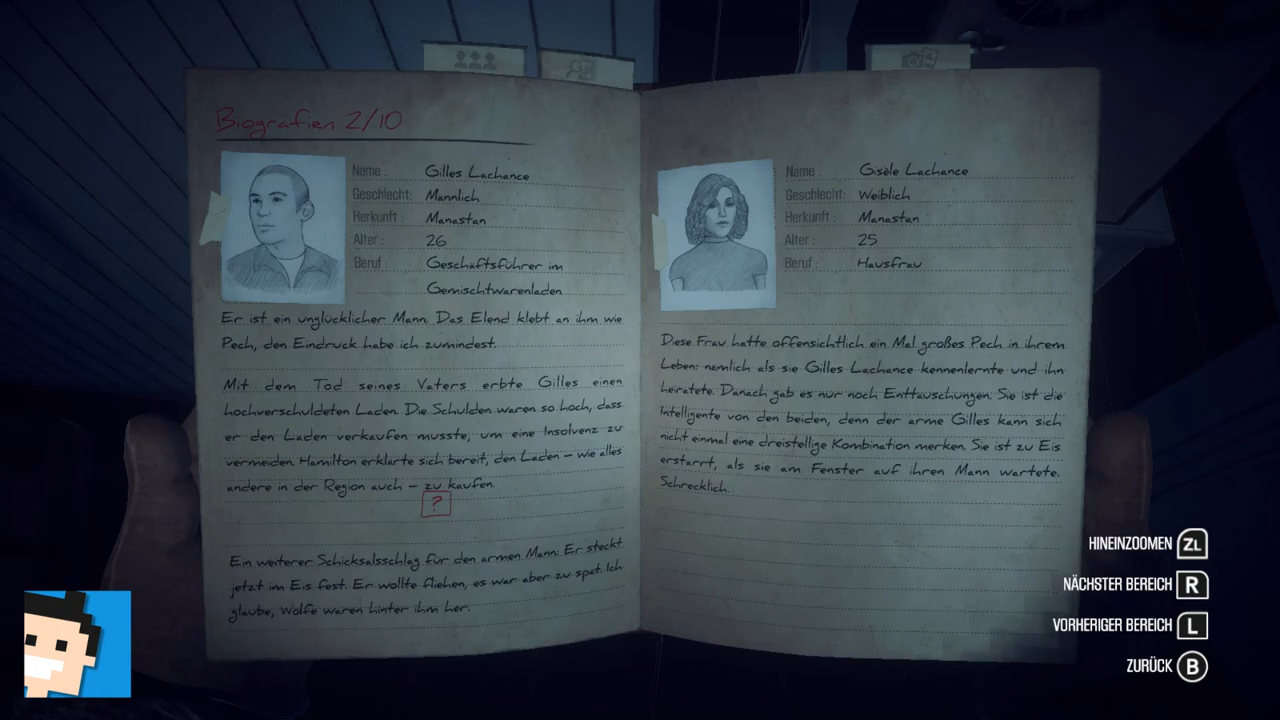 Biografien 2/10
Name : Gilles Lachance
Geschlecht: Männlich
Herkunft : Manastan
Alter : 26
Beruf : Geschäftsführer im
Gemischtwarenladen
Er ist ein unglücklicher Mann. Das Elend klebt an ihm wie
Pech, den Eindruck habe ich zumindest.
Mit dem Tod seines Vaters erbte Gilles einen
hochverschuldeten Laden. Die Schulden waren so hoch, dass
er den Laden verkaufen musste, um eine Insolvenz zu
vermeiden. Hamilton erklärte sich bereit, den Laden – wie alles
andere in der Region auch – zu kaufen.
?
Ein weiterer Schicksalsschlag für den armen Mann: Er steckt
jetzt im Eis fest. Er wollte fliehen, es war aber zu spät. Ich
glaube, Wölfe waren hinter ihm her.
Name : Gisèle Lachance
Geschlecht: Weiblich
Herkunft : Manastan
Alter : 25
Beruf : Hausfrau
Diese Frau hatte offensichtlich ein Mal großes Pech in ihrem
Leben: nämlich als sie Gilles Lachance kennenlernte und ihn
heiratete. Danach gab es nur noch Enttäuschungen. Sie ist die
Intelligente von den beiden, denn der arme Gilles kann sich
nicht einmal eine dreistellige Kombination merken. Sie ist zu Eis
erstarrt, als sie am Fenster auf ihren Mann wartete.
Schrecklich.
HINEINZOOMEN ZL
NÄCHSTER BEREICH R
VORHERIGER BEREICH L
ZURÜCK B